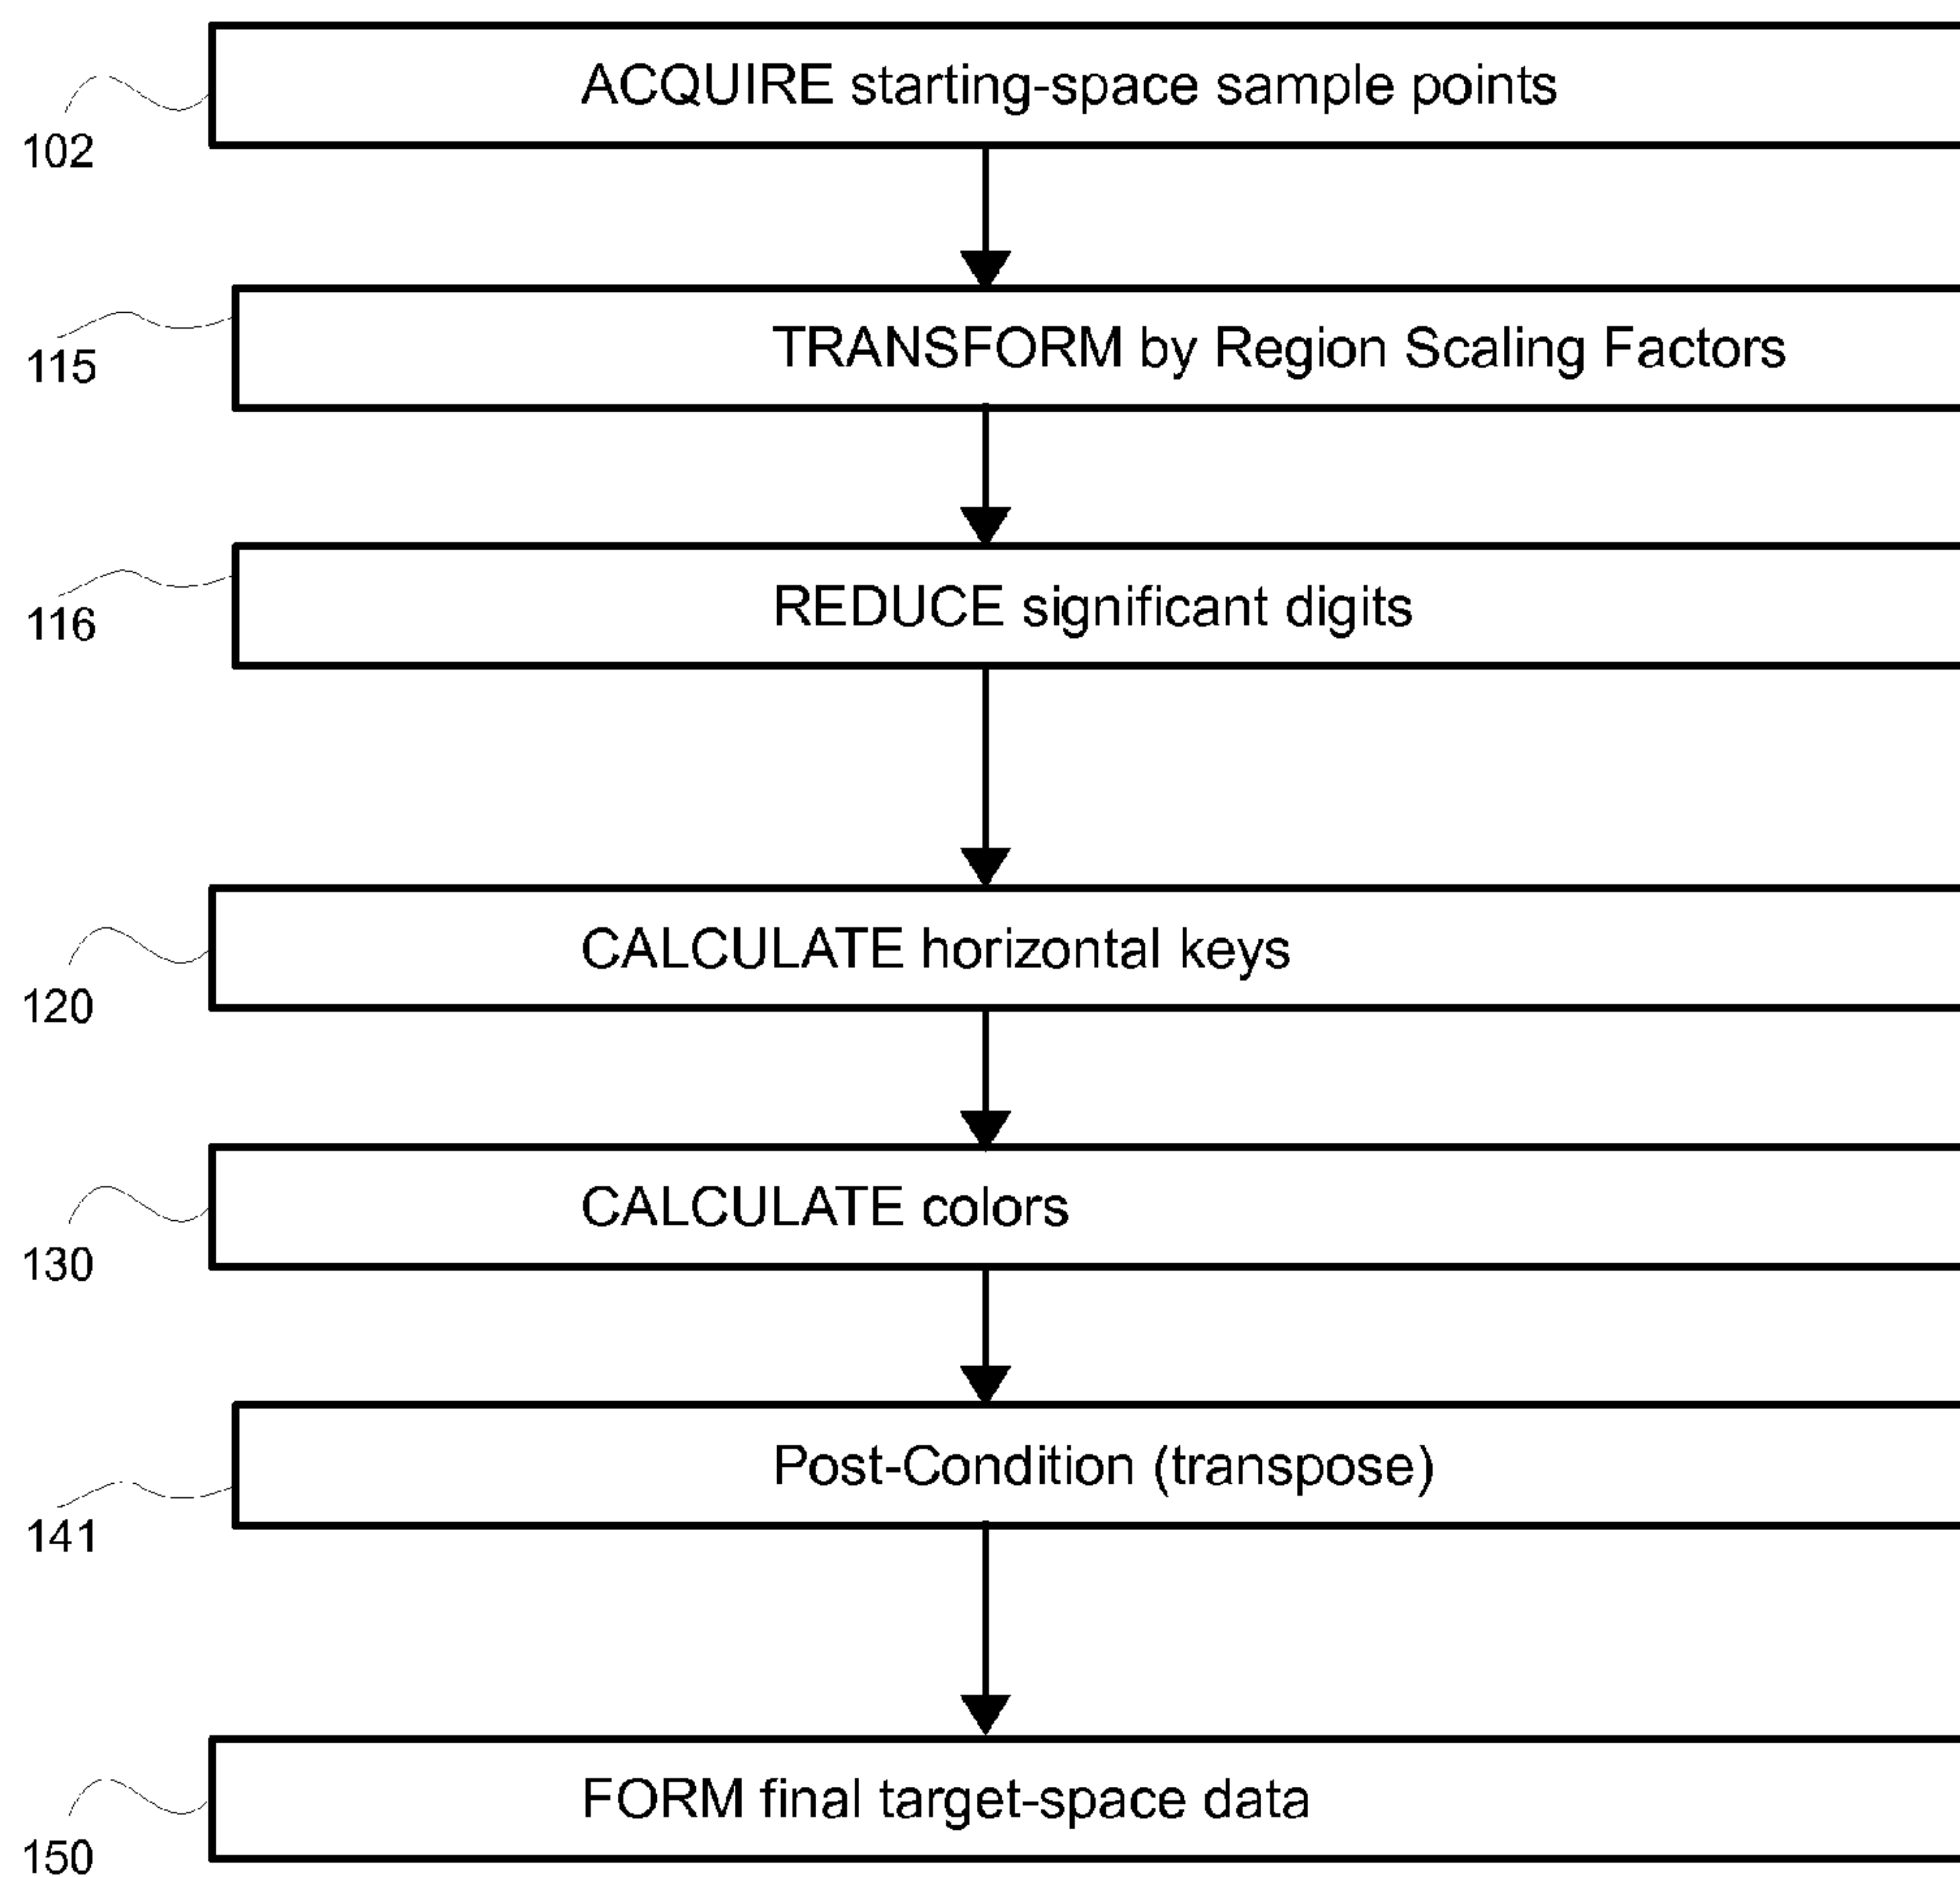 ACQUIRE starting-space sample points
102
TRANSFORM by Region Scaling Factors
115
REDUCE significant digits
116
CALCULATE horizontal keys
120
CALCULATE colors
130
Post-Condition (transpose)
141
FORM final target-space data
150